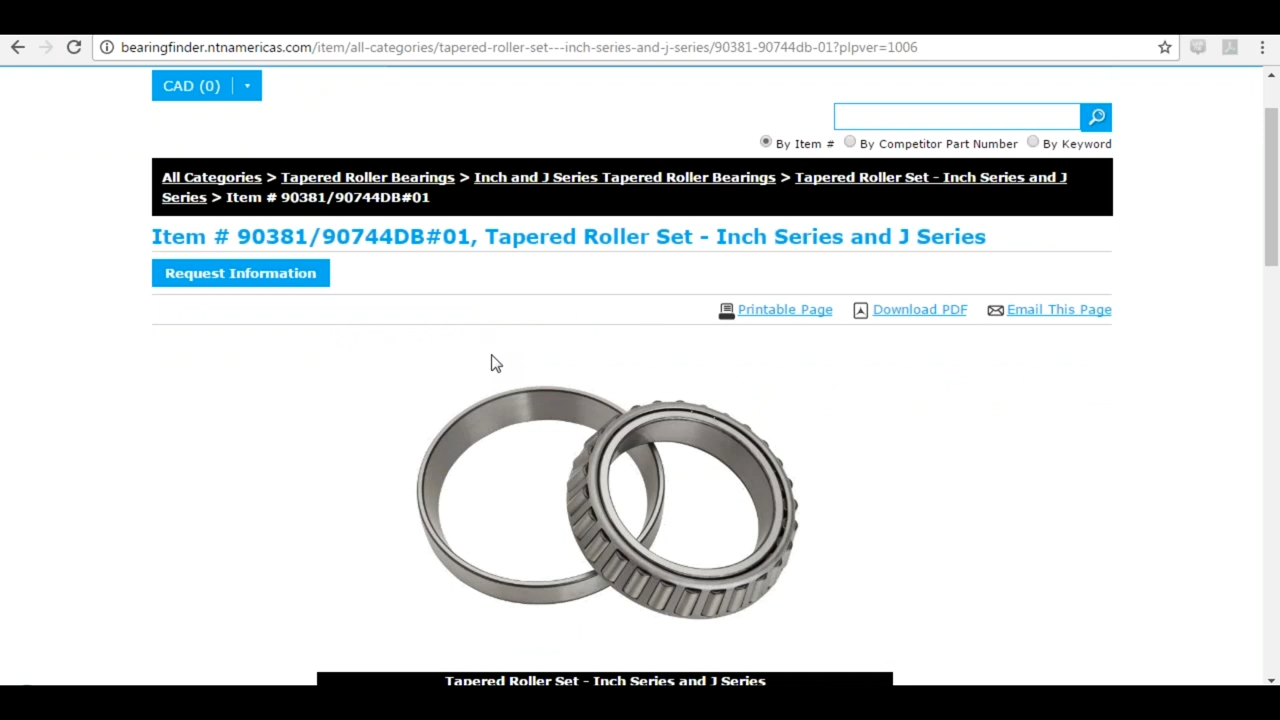 bearingfinder.ntnamericas.com/item/all-categories/tapered-roller-set---inch-series-and-j-series/90381-90744db-01?plpver=1006
CAD (0)
By Item # By Competitor Part Number By Keyword
All Categories > Tapered Roller Bearings > Inch and J Series Tapered Roller Bearings > Tapered Roller Set - Inch Series and J
Series > Item # 90381/90744DB#01
Item # 90381/90744DB#01, Tapered Roller Set - Inch Series and J Series
Request Information
Printable Page Download PDF Email This Page
Tapered Roller Set - Inch Series and J Series